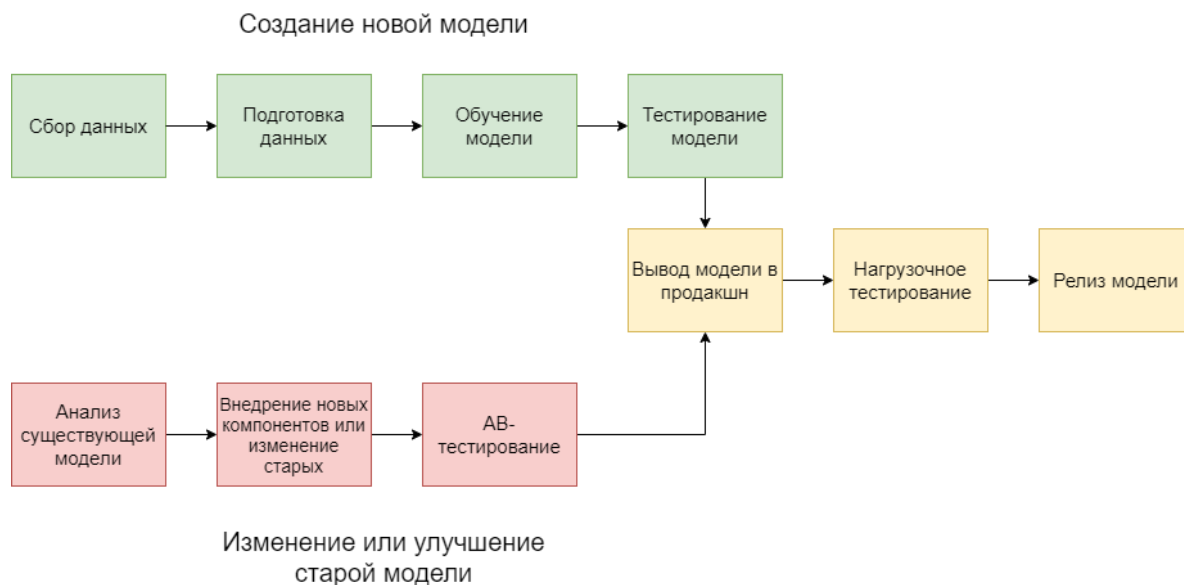 Создание новой модели
Сбор данных
Подготовка
данных
Обучение
модели
Тестирование
модели
Вывод модели в
продакшн
Нагрузочное
тестирование
Релиз модели
Анализ
существующей
модели
Внедрение новых
компонентов или
изменение
старых
АВ-
тестирование
Изменение или улучшение
старой модели